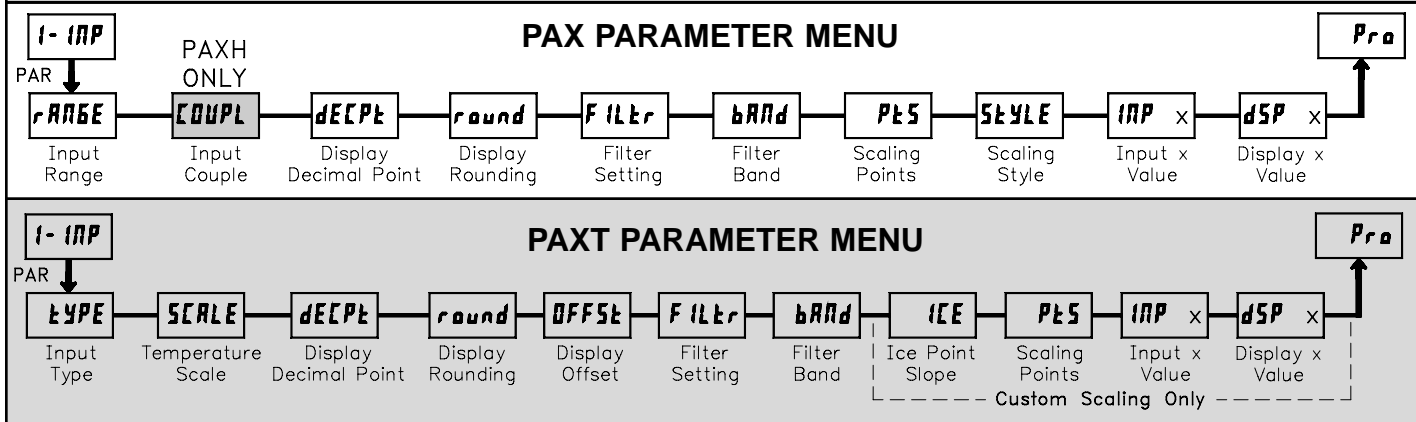 1-INP
PAX PARAMETER MENU
Pro
PAXH
ONLY
PAR
rANGE
COUPL
dECPt
round
FILtr
bANd
PtS
StYLE
INP x
dSP x
Input
Range
Input
Couple
Display
Decimal Point
Display
Rounding
Filter
Setting
Filter
Band
Scaling
Points
Scaling
Style
Input x
Value
Display x
Value
1-INP
PAXT PARAMETER MENU
Pro
PAR
tYPE
SCALE
dECPt
round
OFFSt
FILtr
bANd
ICE
PtS
INP x
dSP x
Input
Type
Temperature
Scale
Display
Decimal Point
Display
Rounding
Display
Offset
Filter
Setting
Filter
Band
Ice Point
Slope
Scaling
Points
Input x
Value
Display x
Value
Custom Scaling Only